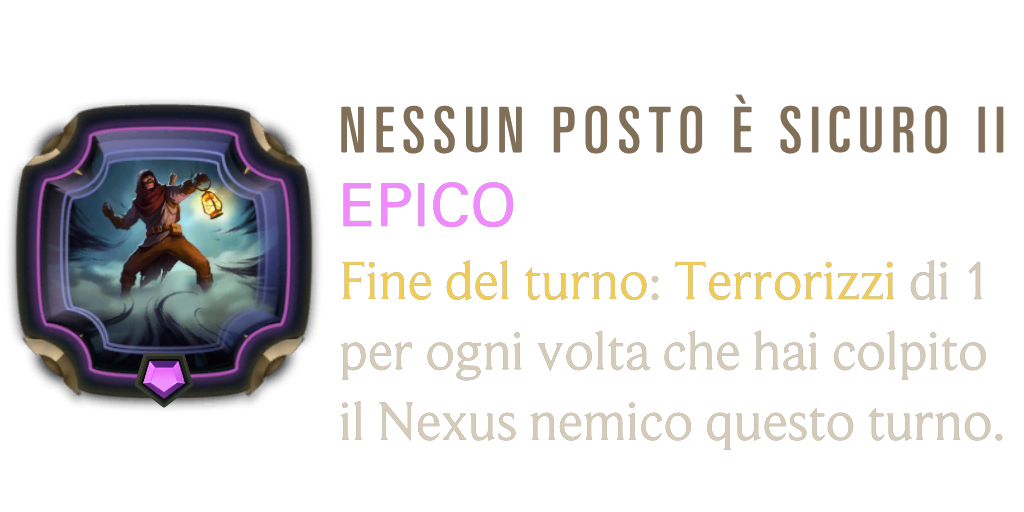 NESSUN POSTO È SICURO II
EPICO
Fine del turno: Terrorizzi di 1
per ogni volta che hai colpito
il Nexus nemico questo turno.